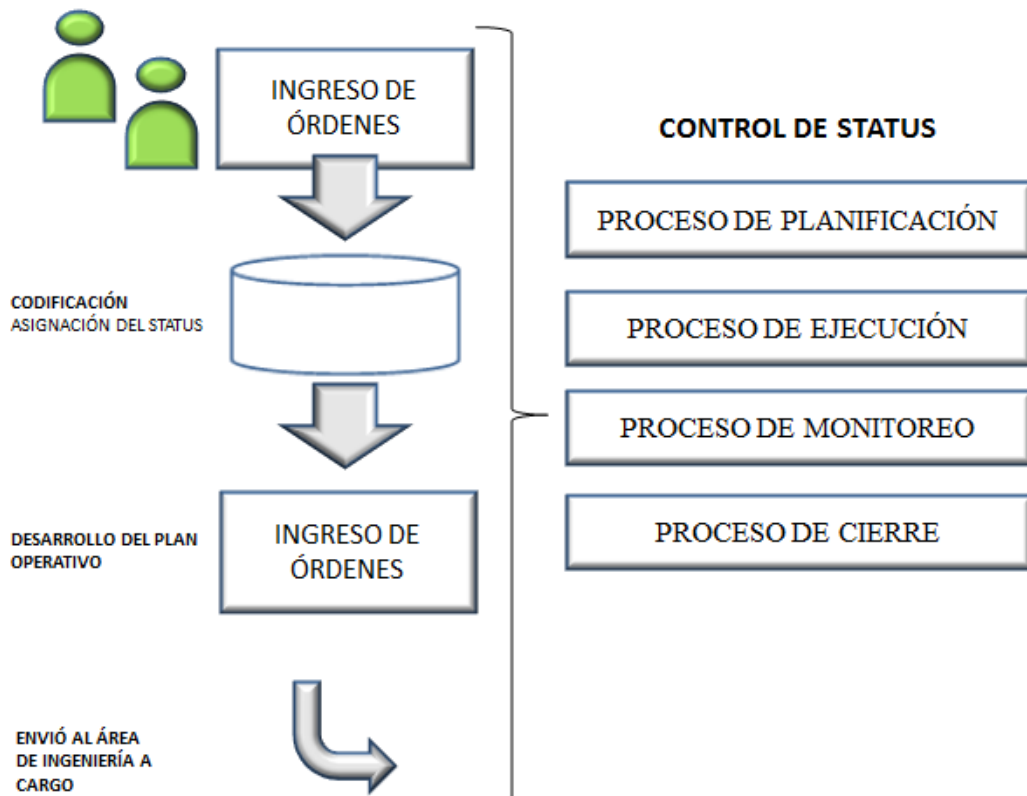 INGRESO DE
ÓRDENES
CODIFICACIÓN
ASIGNACIÓN DEL STATUS
DESARROLLO DEL PLAN
OPERATIVO
INGRESO DE
ÓRDENES
ENVIÓ AL ÁREA
DE INGENIERÍA A
CARGO
CONTROL DE STATUS
PROCESO DE PLANIFICACIÓN
PROCESO DE EJECUCIÓN
PROCESO DE MONITOREO
PROCESO DE CIERRE